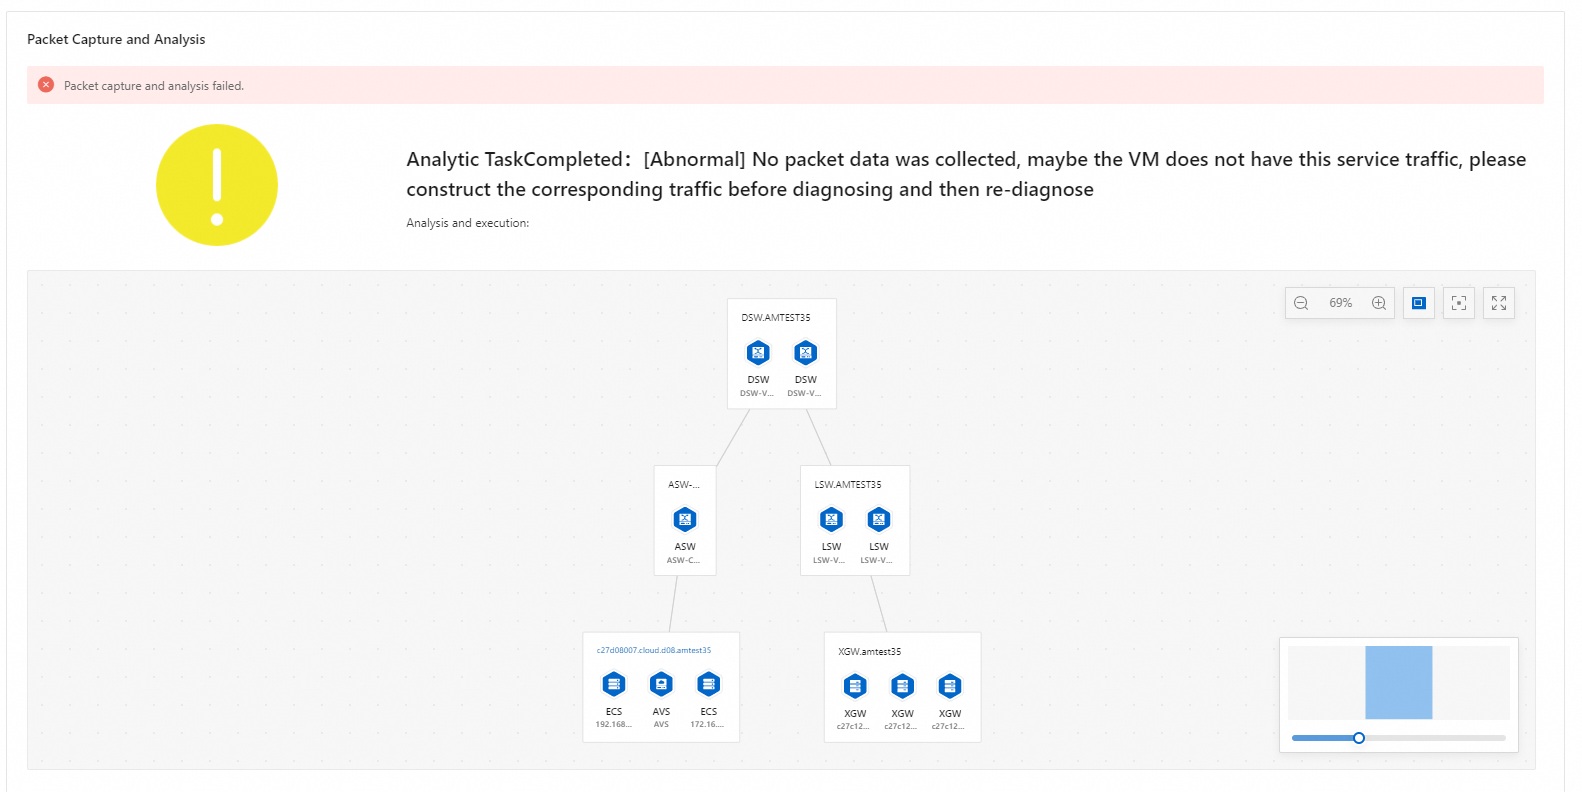 Packet Capture and Analysis
Packet capture and analysis failed.
Analytic TaskCompleted：[Abnormal] No packet data was collected, maybe the VM does not have this service traffic, please
construct the corresponding traffic before diagnosing and then re-diagnose
Analysis and execution:
69%
DSW.AMTEST35
DSW DSW
DSW-V... DSW-V...
ASW-...
ASW
ASW-C...
LSW.AMTEST35
LSW LSW
LSW-V... LSW-V...
c27d08007.cloud.d08.amtest35
ECS AVS ECS
192.168... AVS 172.16....
XGW.amtest35
XGW XGW XGW
c27c12... c27c12... c27c12...